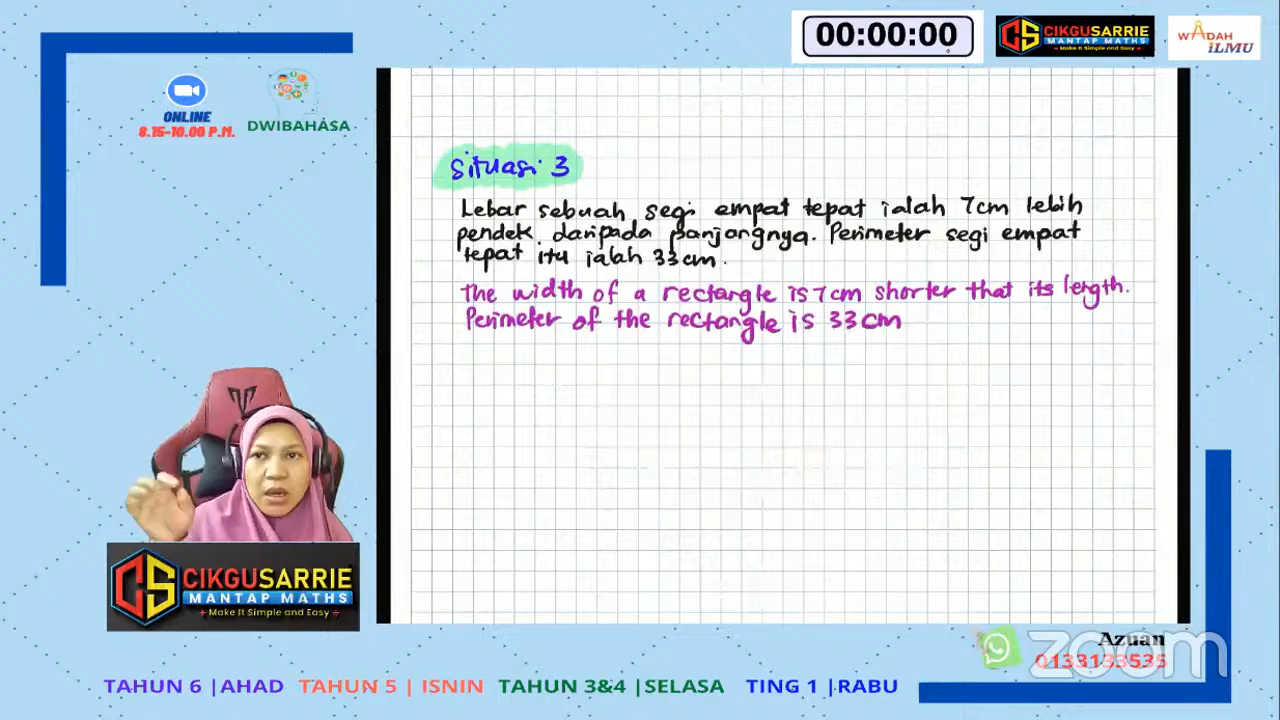 00:00:00
CIKGUSARRIE
MANTAP MATHS
Make It Simple and Easy
WADAH
ILMU
ONLINE
8.15-10.00 P.M.
DWIBAHASA
Situasi 3
Lebar sebuah segi empat tepat ialah 7cm lebih
pendek daripada panjangnya. Perimeter segi empat
tepat itu ialah 33cm.
The width of a rectangle is 7cm shorter that its length.
Perimeter of the rectangle is 33cm
CS CIKGUSARRIE
MANTAP MATHS
+Make It Simple and Easy+
Azuan
0133133535
zoom
TAHUN 6 |AHAD TAHUN 5 | ISNIN TAHUN 3&4 |SELASA TING 1 |RABU